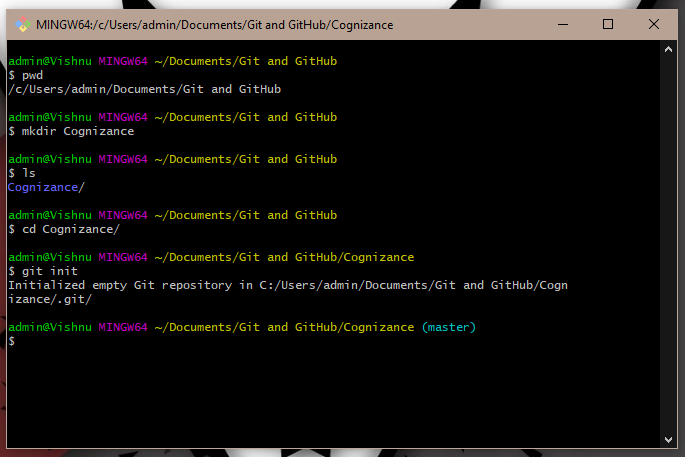 MINGW64:/c/Users/admin/Documents/Git and GitHub/Cognizance
admin@Vishnu MINGW64 ~/Documents/Git and GitHub
$ pwd
/c/Users/admin/Documents/Git and GitHub
admin@Vishnu MINGW64 ~/Documents/Git and GitHub
$ mkdir Cognizance
admin@Vishnu MINGW64 ~/Documents/Git and GitHub
$ ls
Cognizance/
admin@Vishnu MINGW64 ~/Documents/Git and GitHub
$ cd Cognizance/
admin@Vishnu MINGW64 ~/Documents/Git and GitHub/Cognizance
$ git init
Initialized empty Git repository in C:/Users/admin/Documents/Git and GitHub/Cogn
izance/.git/
admin@Vishnu MINGW64 ~/Documents/Git and GitHub/Cognizance (master)
$